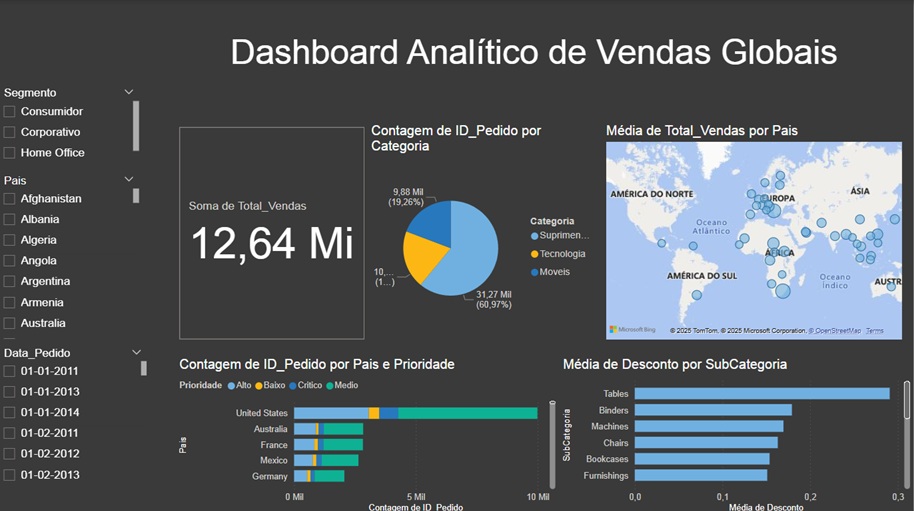 Dashboard Analítico de Vendas Globais
Segmento
Consumidor
Corporativo
Home Office
Pais
Afghanistan
Albania
Algeria
Angola
Argentina
Armenia
Australia
Data_Pedido
01-01-2011
01-01-2013
01-01-2014
01-02-2011
01-02-2012
01-02-2013
Soma de Total_Vendas
12,64 Mi
Contagem de ID_Pedido por
Categoria
9,88 Mil
(19,26%)
10,...
(1...)
31,27 Mil
(60,97%)
Categoria
Suprimen...
Tecnologia
Moveis
Média de Total_Vendas por Pais
AMÉRICA DO NORTE
EUROPA
ÁSIA
Oceano
Atlântico
ÁFRICA
AMÉRICA DO SUL
Oceano
Índico
AUSTR
Microsoft Bing
© 2025 TomTom, © 2025 Microsoft Corporation, © OpenStreetMap Terms
Contagem de ID_Pedido por Pais e Prioridade
Prioridade Alto Baixo Crítico Medio
Pais
United States
Australia
France
Mexico
Germany
0 Mil 5 Mil 10 Mil
Contagem de ID_Pedido
Média de Desconto por SubCategoria
SubCategoria
Tables
Binders
Machines
Chairs
Bookcases
Furnishings
0,0 0,1 0,2 0,3
Média de Desconto